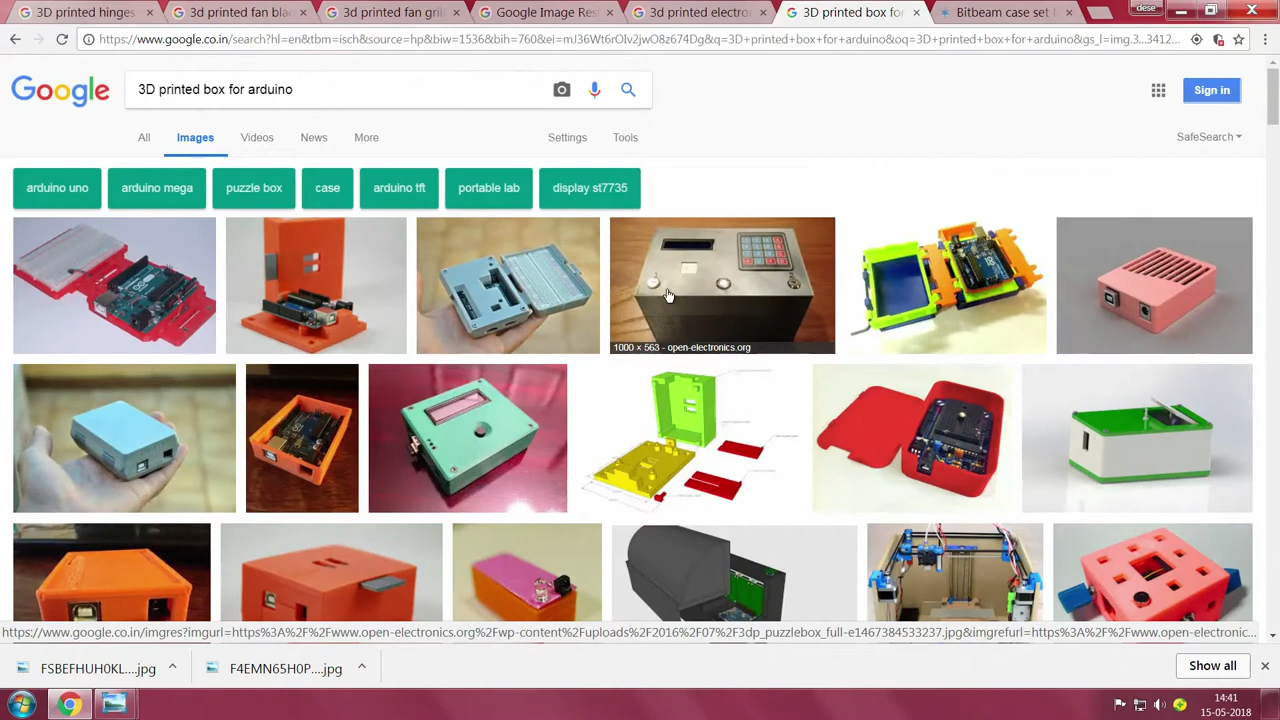 3D printed hinges
3d printed fan bla
3d printed fan gril
Google Image Res
3d printed electro
3D printed box for
Bitbeam case set
dese
https://www.google.co.in/search?hl=en&tbm=isch&source=hp&biw=1536&bih=760&ei=mJ36Wt6rOIv2jwO8z674Dg&q=3D+printed+box+for+arduino&oq=3D+printed+box+for+arduino&gs_l=img.3...3412...
Google
3D printed box for arduino
Sign in
All
Images
Videos
News
More
Settings
Tools
SafeSearch
arduino uno
arduino mega
puzzle box
case
arduino tft
portable lab
display st7735
1000 × 563 - open-electronics.org
https://www.google.co.in/imgres?imgurl=https%3A%2F%2Fwww.open-electronics.org%2Fwp-content%2Fuploads%2F2016%2F07%2F3dp_puzzlebox_full-e1467384533237.jpg&imgrefurl=https%3A%2F%2Fwww.open-electronic...
FSBEFHUH0KL....jpg
F4EMN65H0P....jpg
Show all
14:41
15-05-2018